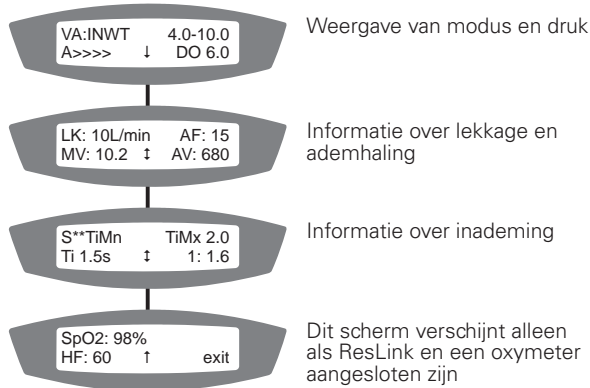 VA:INWT 4.0-10.0
A>>>> ↓ DO 6.0
Weergave van modus en druk
LK: 10L/min AF: 15
MV: 10.2 ↕ AV: 680
Informatie over lekkage en
ademhaling
S**TiMn TiMx 2.0
Ti 1.5s ↕ 1: 1.6
Informatie over inademing
SpO2: 98%
HF: 60 ↑ exit
Dit scherm verschijnt alleen
als ResLink en een oxymeter
aangesloten zijn